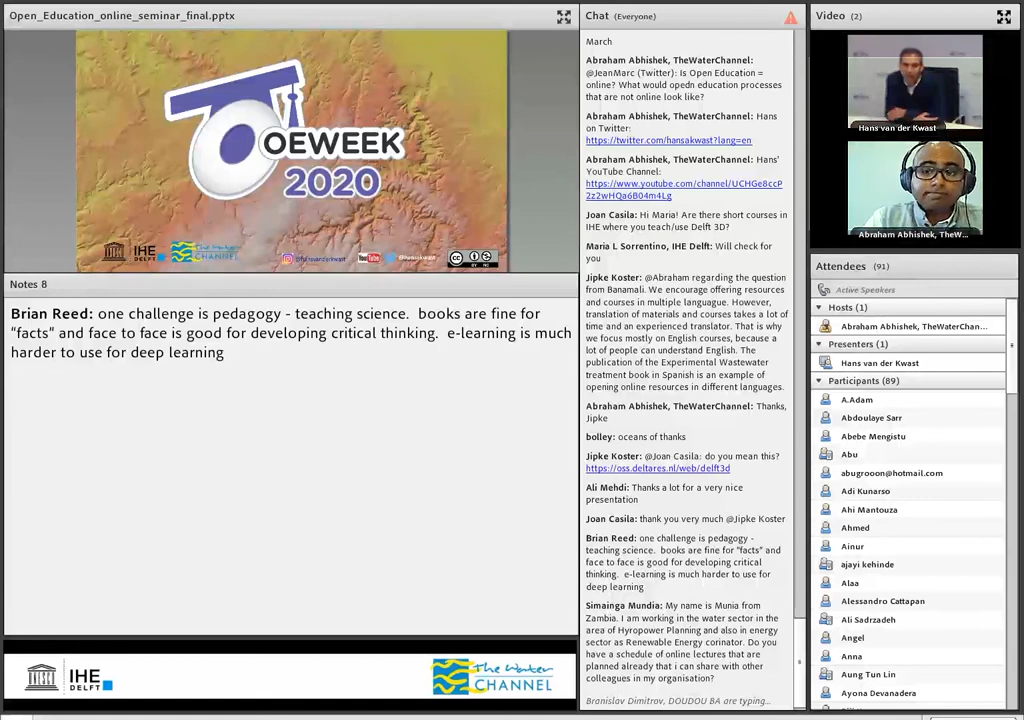 Open_Education_online_seminar_final.pptx
OEWEEK
2020
IHE
DELFT
The Water
CHANNEL
YouTube
Notes 8
Brian Reed: one challenge is pedagogy - teaching science.  books are fine for
"facts" and face to face is good for developing critical thinking.  e-learning is much
harder to use for deep learning
UNESCO
IHE
DELFT
The Water
CHANNEL
Chat (Everyone)
March
Abraham Abhishek, TheWaterChannel:
@JeanMarc (Twitter): Is Open Education =
online? What would opedn education processes
that are not online look like?
Abraham Abhishek, TheWaterChannel: Hans
on Twitter:
https://twitter.com/hansakwast?lang=en
Abraham Abhishek, TheWaterChannel: Hans'
YouTube Channel:
https://www.youtube.com/channel/UCHGe8ccP
2z2wHQa6B04m4Lg
Joan Casila: Hi Maria! Are there short courses in
IHE where you teach/use Delft 3D?
Maria L Sorrentino, IHE Delft: Will check for
you
Jipke Koster: @Abraham regarding the question
from Banamali. We encourage offering resources
and courses in multiple languague. However,
translation of materials and courses takes a lot of
time and an experienced translator. That is why
we focus mostly on English courses, because a
lot of people can understand English. The
publication of the Experimental Wastewater
treatment book in Spanish is an example of
opening online resources in different languages.
Abraham Abhishek, TheWaterChannel: Thanks,
Jipke
bolley: oceans of thanks
Jipke Koster: @Joan Casila: do you mean this?
https://oss.deltares.nl/web/delft3d
Ali Mehdi: Thanks a lot for a very nice
presentation
Joan Casila: thank you very much @Jipke Koster
Brian Reed: one challenge is pedagogy -
teaching science.  books are fine for "facts" and
face to face is good for developing critical
thinking.  e-learning is much harder to use for
deep learning
Simainga Mundia: My name is Munia from
Zambia. I am working in the water sector in the
area of Hyropower Planning and also in energy
sector as Renewable Energy corinator. Do you
have a schedule of online lectures that are
planned already that i can share with other
colleagues in my organisation?
Branislav Dimitrov, DOUDOU BA are typing...
Video (2)
Hans van der Kwast
Abraham Abhishek, TheW...
Attendees (91)
Active Speakers
Hosts (1)
Abraham Abhishek, TheWaterChan...
Presenters (1)
Hans van der Kwast
Participants (89)
A.Adam
Abdoulaye Sarr
Abebe Mengistu
Abu
abugrooon@hotmail.com
Adi Kunarso
Ahi Mantouza
Ahmed
Ainur
ajayi kehinde
Alaa
Alessandro Cattapan
Ali Sadrzadeh
Angel
Anna
Aung Tun Lin
Ayona Devanadera